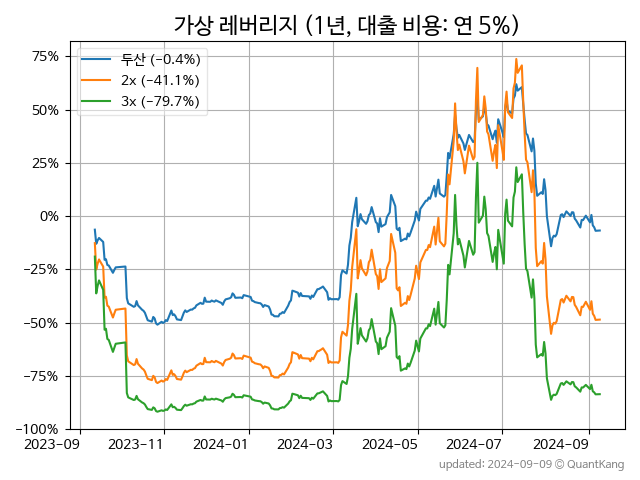 가상 레버리지 (1년, 대출 비용: 연 5%)
75%
두산 (−0.4%)
2x (−41.1%)
3x (−79.7%)
50%
25%
0%
−25%
−50%
−75%
−100%
2023-09 2023-11 2024-01 2024-03 2024-05 2024-07 2024-09
updated: 2024-09-09 © QuantKang